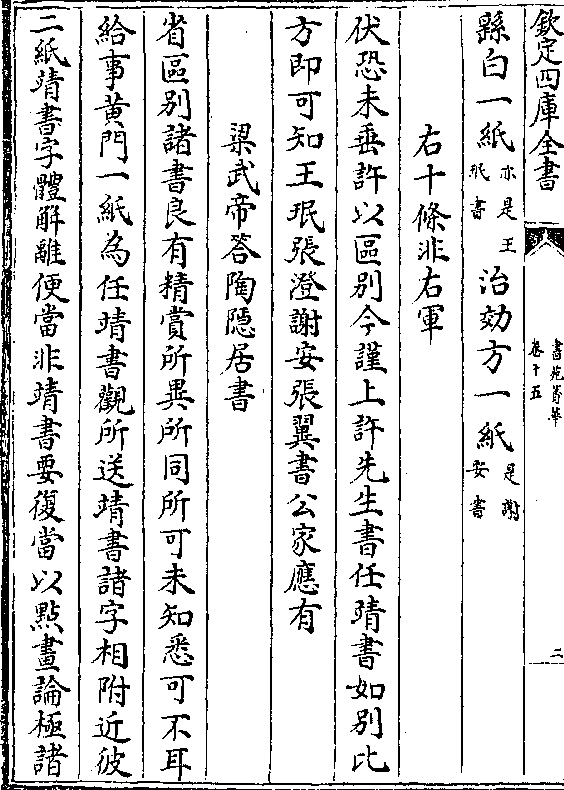 欽定四庫全書
書苑菁華
卷十五
二
縣白一紙亦是王珉書 治効方一紙是謝安書
右十條非右軍
伏恐未垂許以區别今謹上許先生書任靖書如别比
方即可知王珉張澄謝安張翼書公家應有
梁武帝答陶隠居書
省區别諸書良有精賞所異所同所可未知悉可不耳
給事黄門一紙為任靖書觀所送靖書諸字相附近彼
二紙靖書字體解離便當非靖書要復當以點畫論極諸